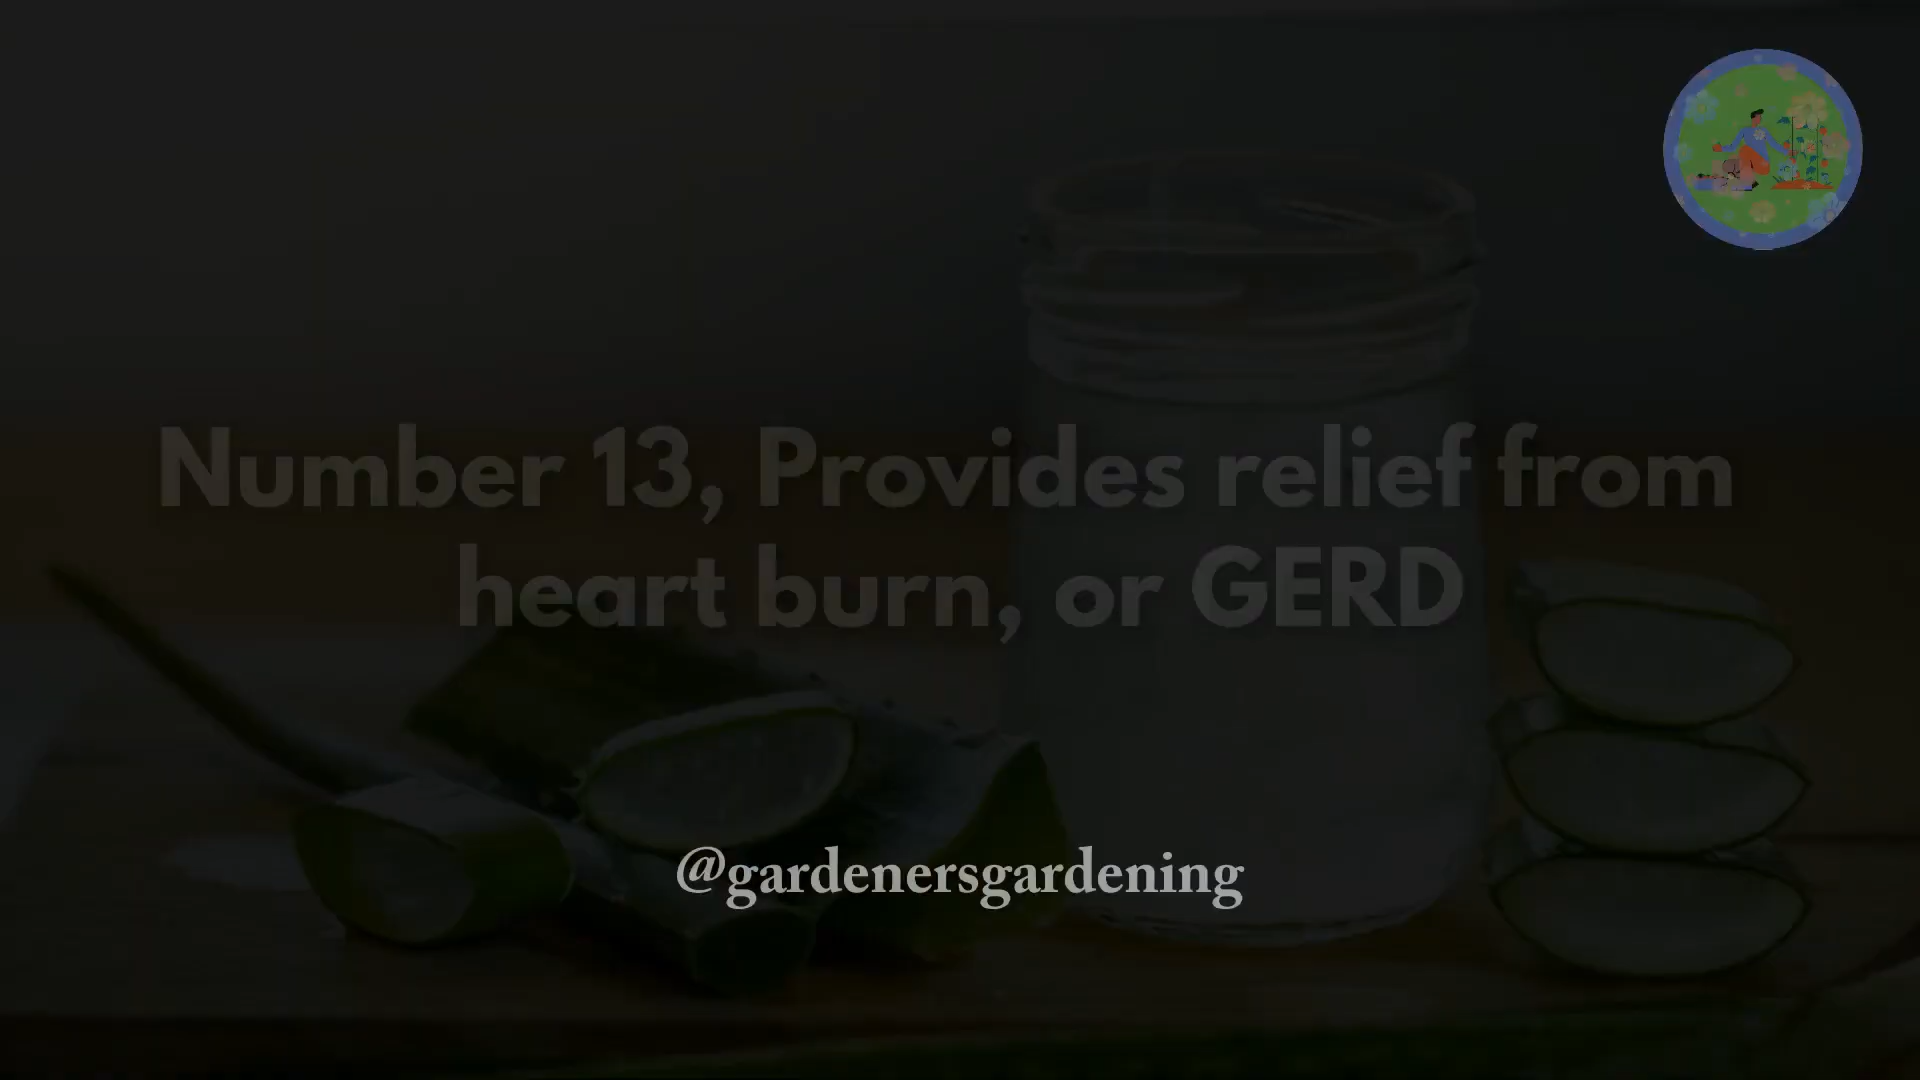 Number 13, Provides relief from
heart burn, or GERD
@gardenersgardening